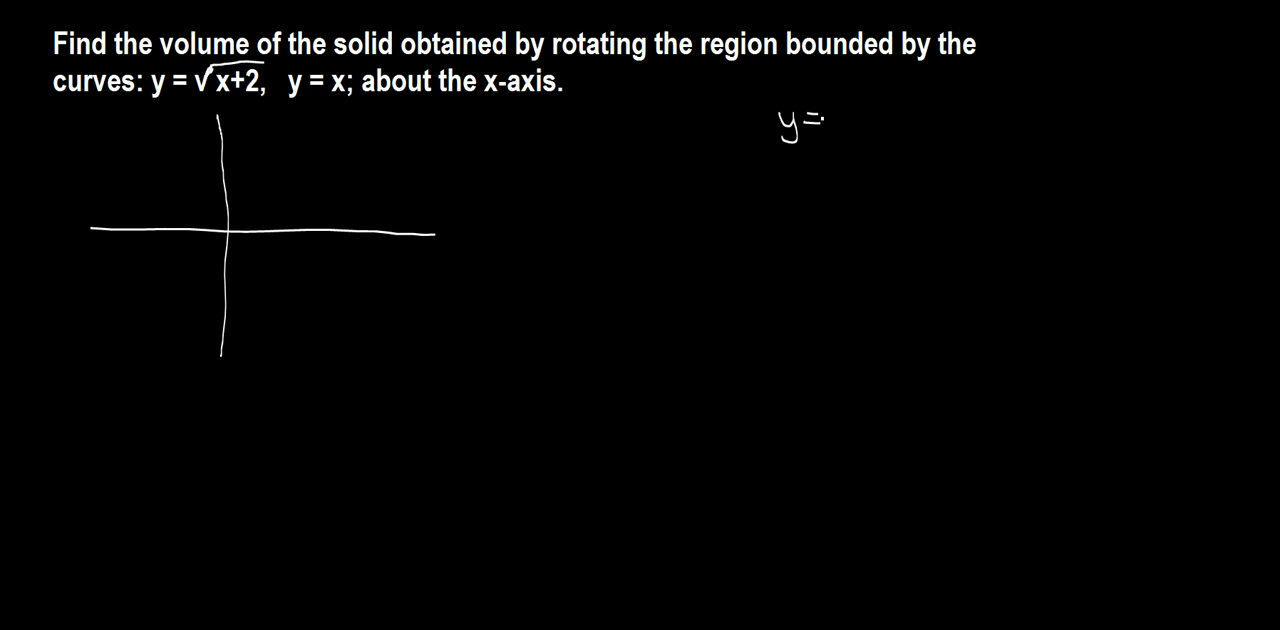 Find the volume of the solid obtained by rotating the region bounded by the
curves: y = √x+2, y = x; about the x-axis.
y=